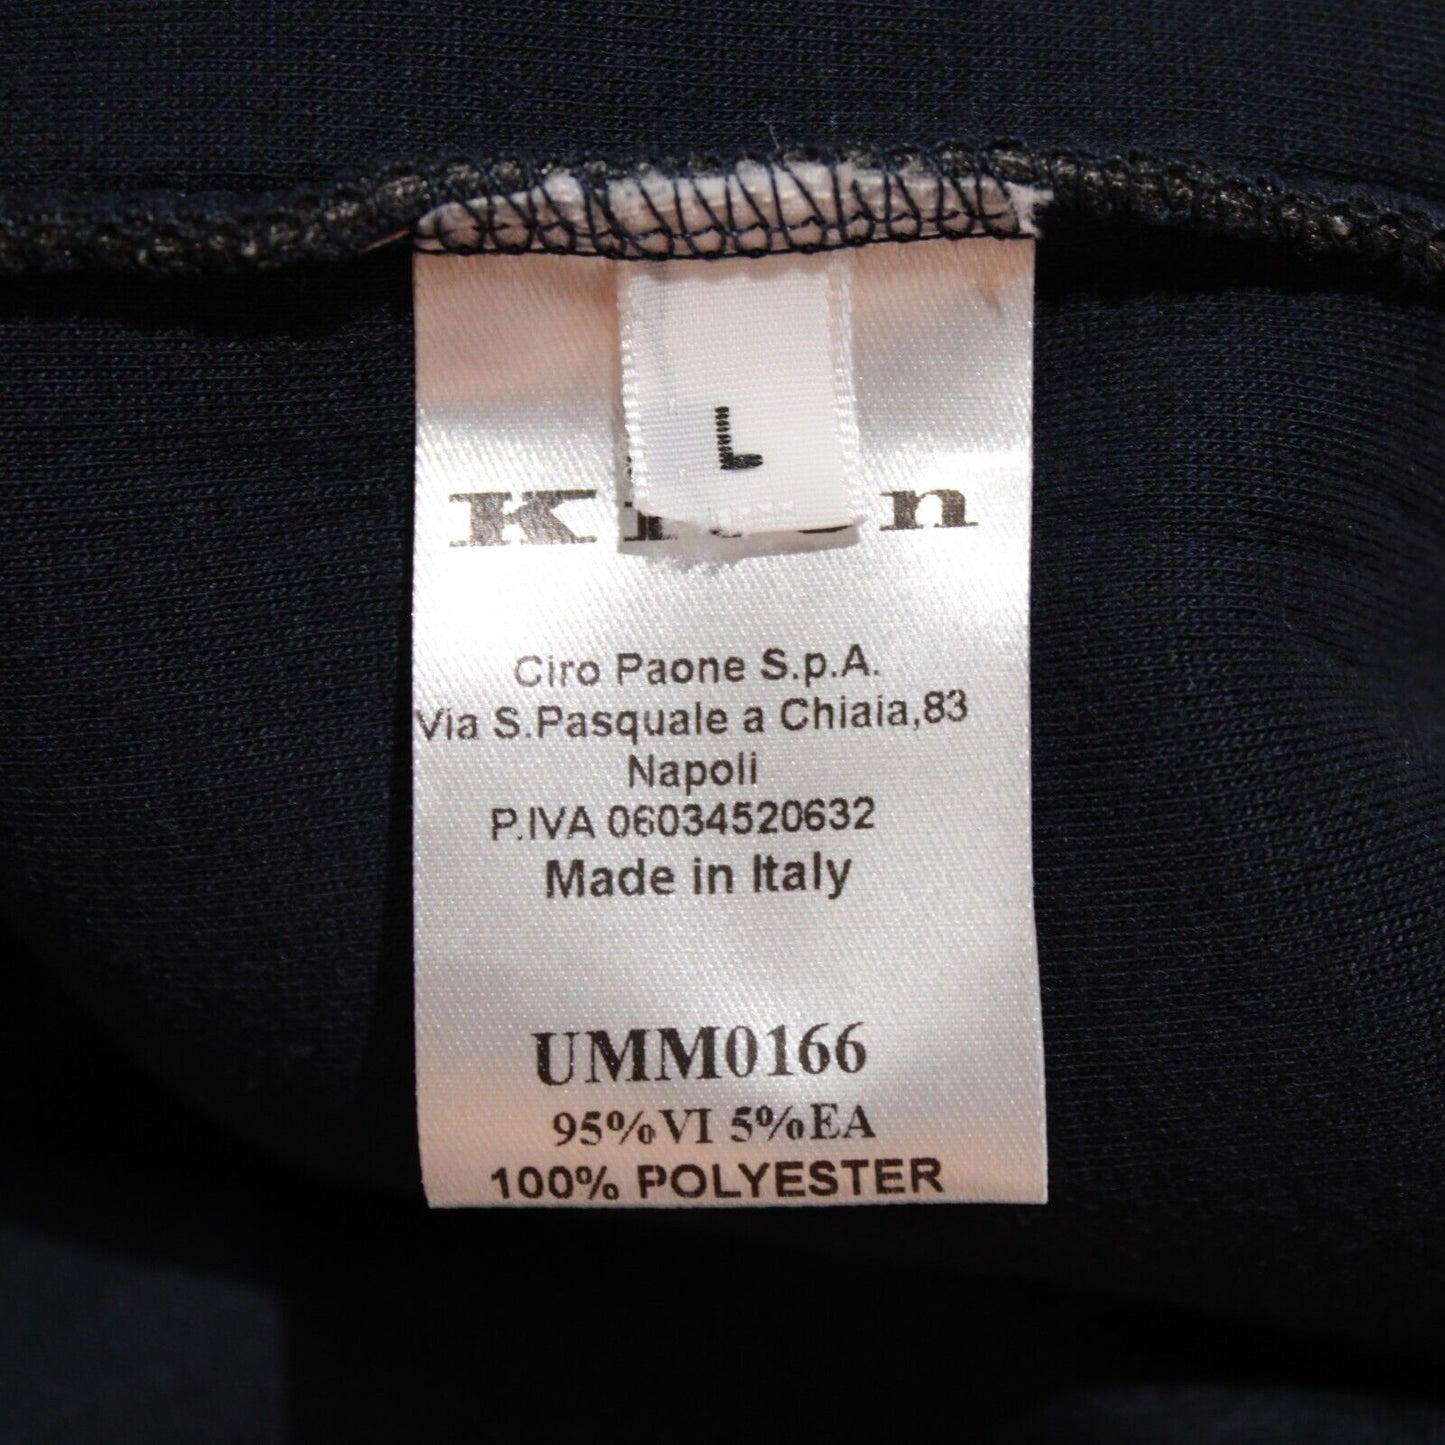 L
Ciro Paone S.p.A.
Via S.Pasquale a Chiaia,83
Napoli
P.IVA 06034520632
Made in Italy
UMM0166
95%VI 5%EA
100% POLYESTER